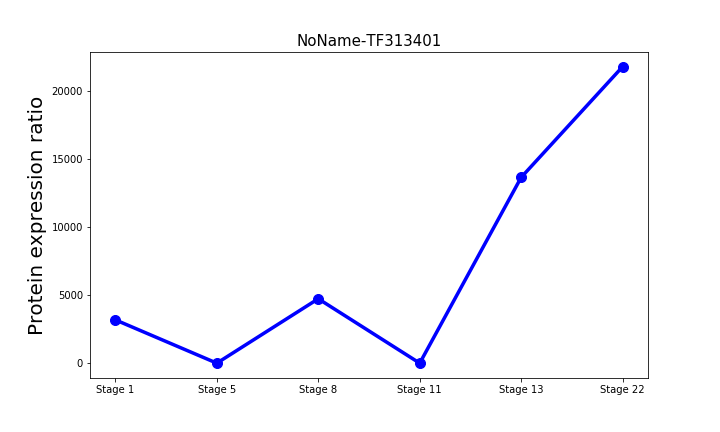 NoName-TF313401
Protein expression ratio
20000
15000
10000
5000
0
Stage 1 Stage 5 Stage 8 Stage 11 Stage 13 Stage 22